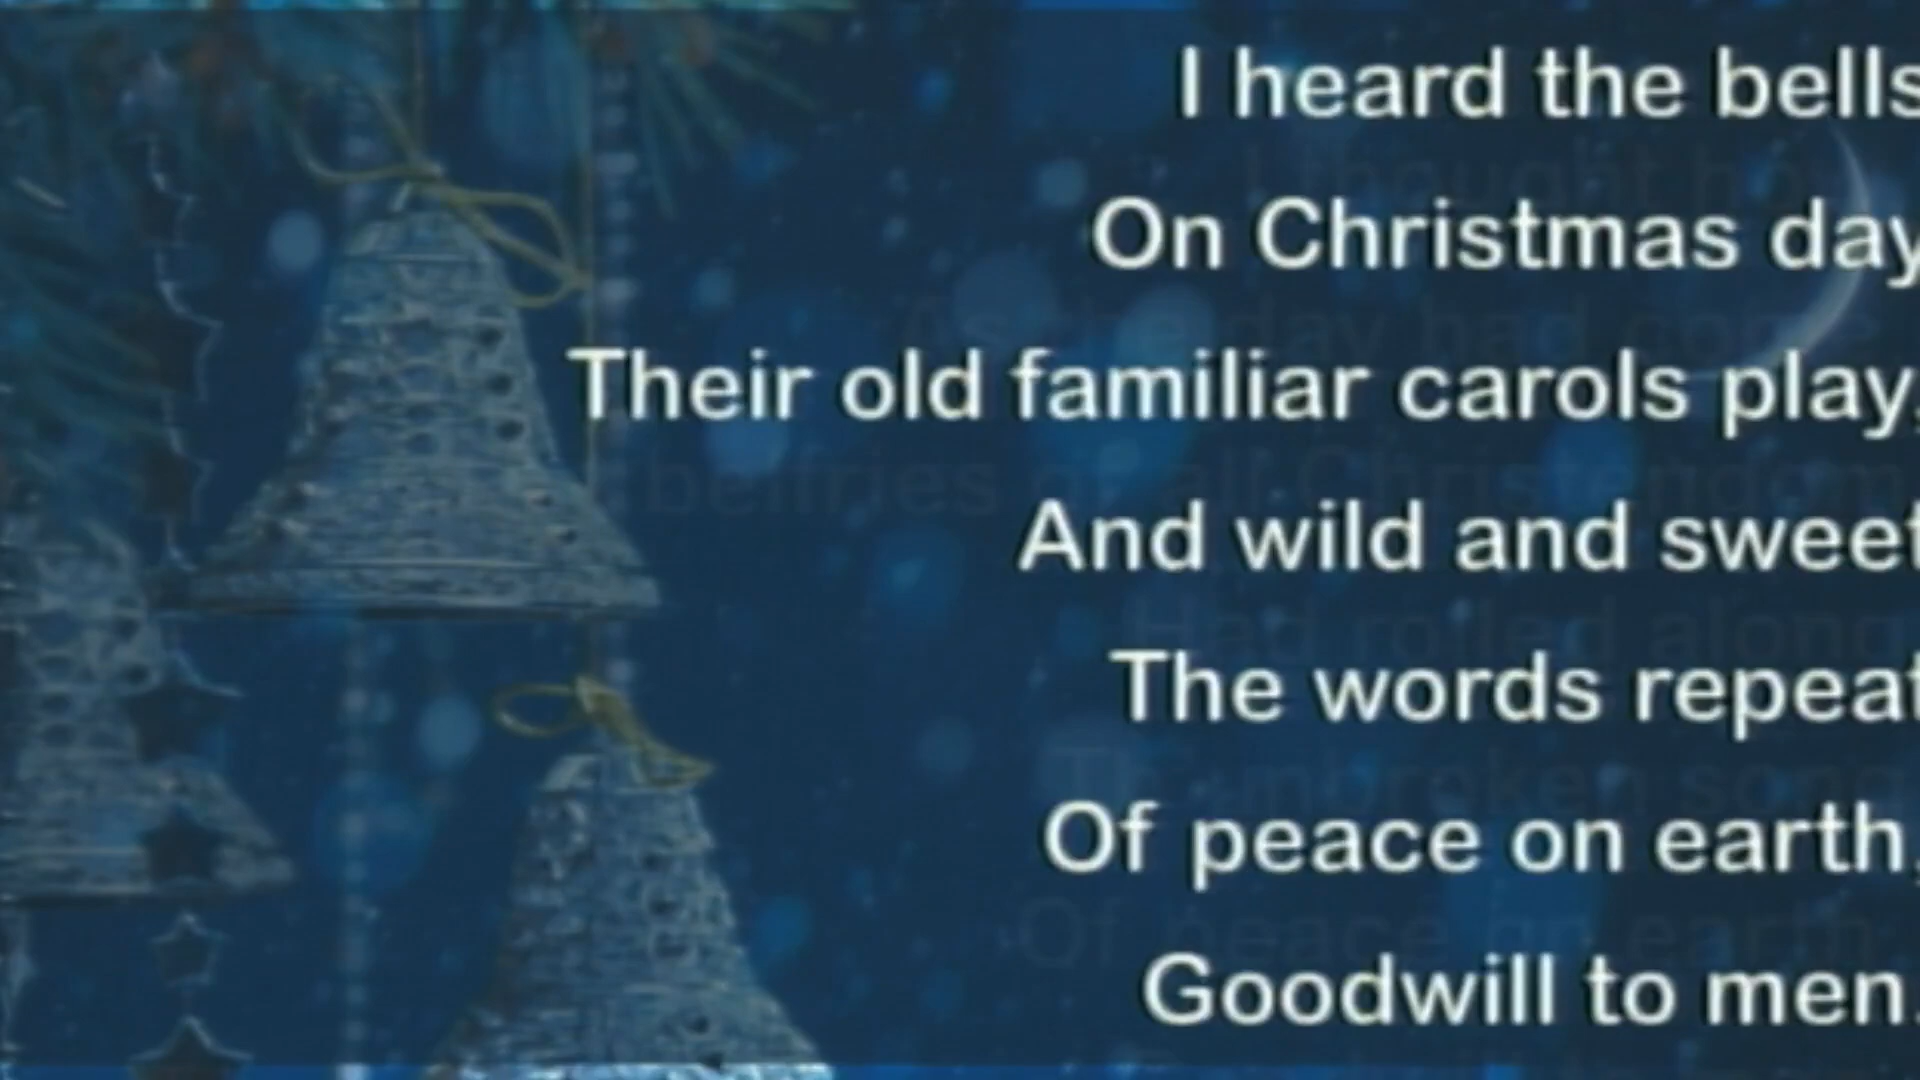 I heard the bells
On Christmas day
Their old familiar carols play,
And wild and sweet
The words repeat
Of peace on earth,
Goodwill to men.